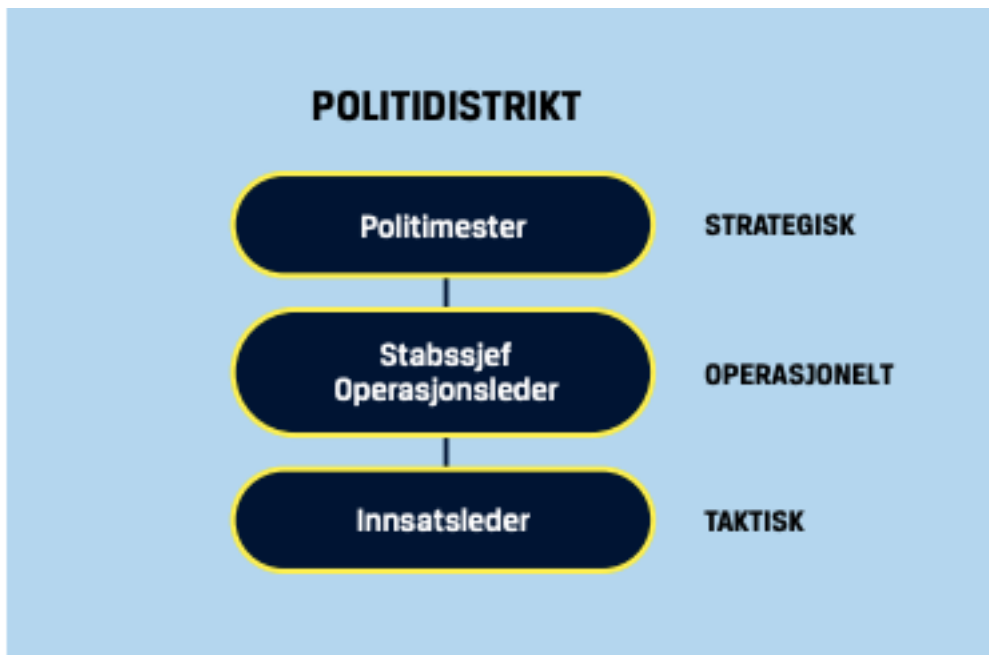 POLITIDISTRIKT
Politimester
STRATEGISK
Stabssjef
Operasjonsleder
OPERASJONELT
Innsatsleder
TAKTISK